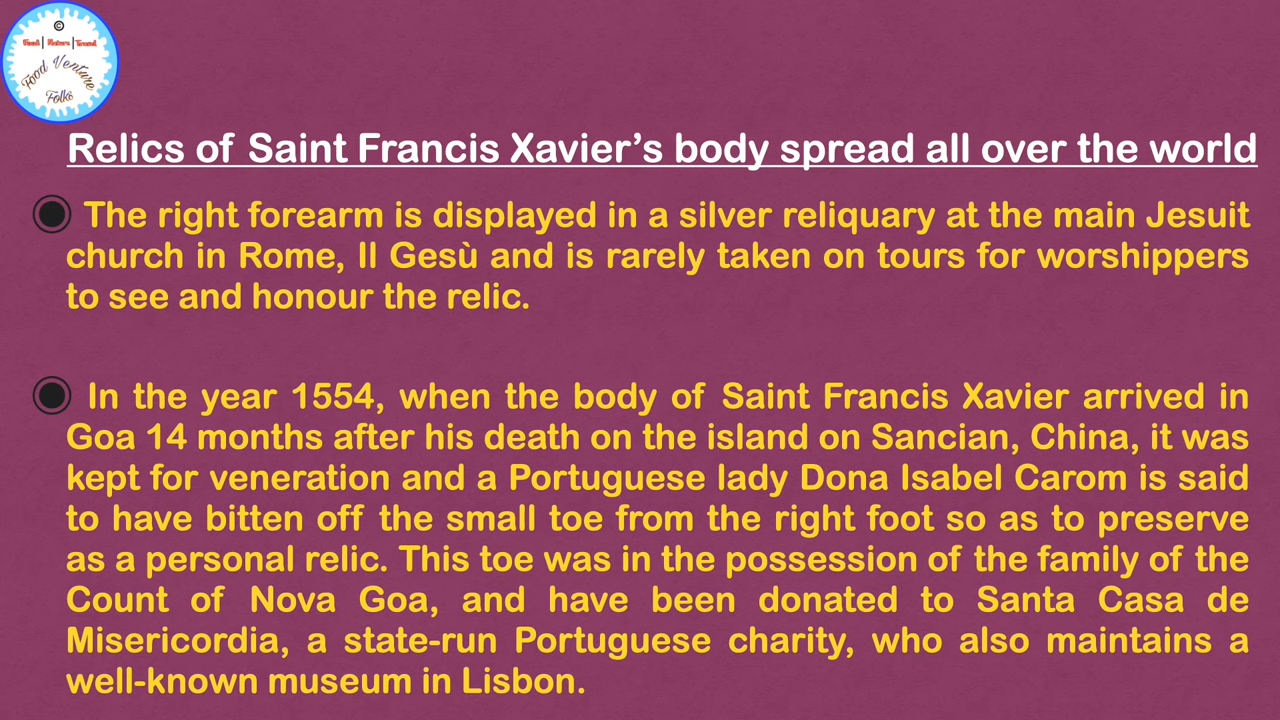 ©
Food | Nature | Travel
Food Venture
Folks
Relics of Saint Francis Xavier’s body spread all over the world
The right forearm is displayed in a silver reliquary at the main Jesuit
church in Rome, Il Gesù and is rarely taken on tours for worshippers
to see and honour the relic.
In the year 1554, when the body of Saint Francis Xavier arrived in
Goa 14 months after his death on the island on Sancian, China, it was
kept for veneration and a Portuguese lady Dona Isabel Carom is said
to have bitten off the small toe from the right foot so as to preserve
as a personal relic. This toe was in the possession of the family of the
Count of Nova Goa, and have been donated to Santa Casa de
Misericordia, a state-run Portuguese charity, who also maintains a
well-known museum in Lisbon.